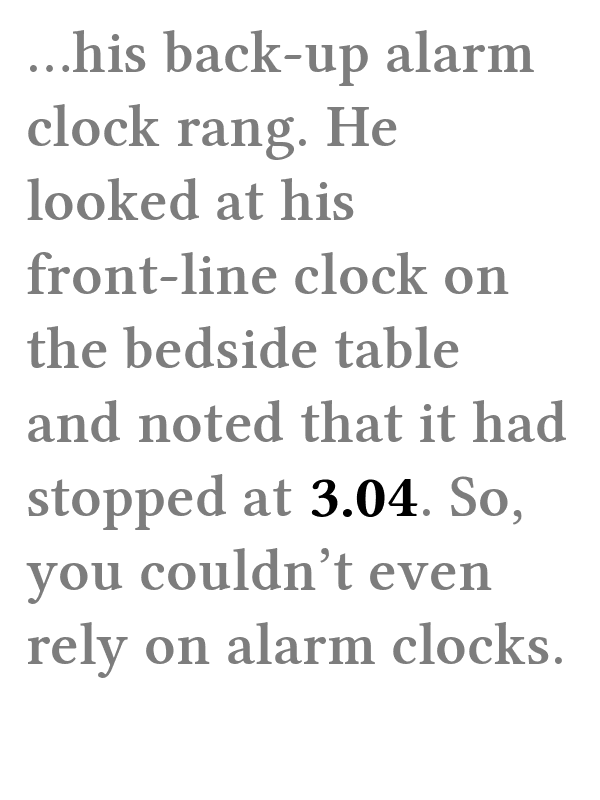 …his back-up alarm
clock rang. He
looked at his
front-line clock on
the bedside table
and noted that it had
stopped at 3.04. So,
you couldn’t even
rely on alarm clocks.